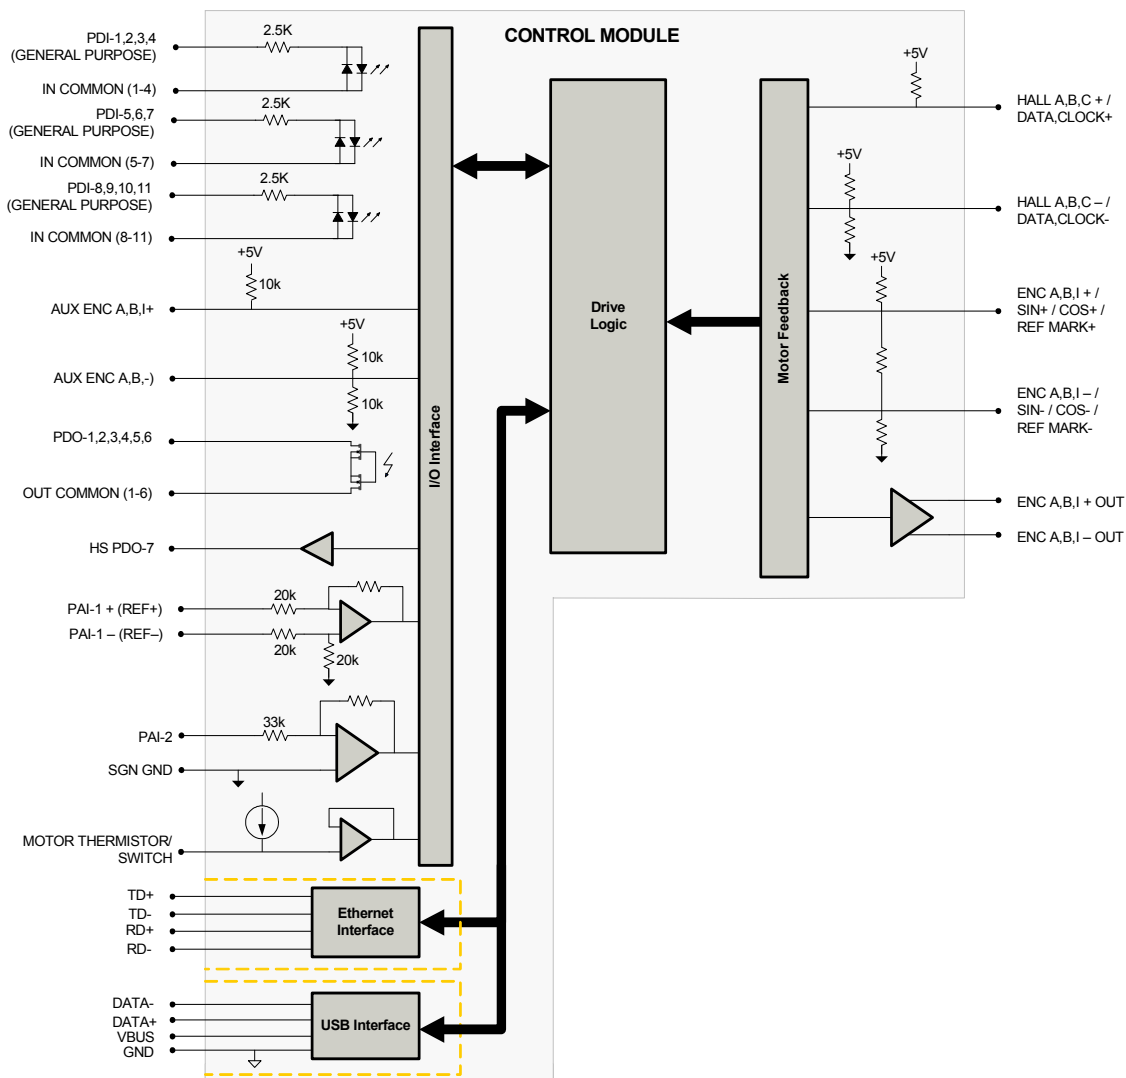 CONTROL MODULE
PDI-1,2,3,4
(GENERAL PURPOSE)
2.5K
IN COMMON (1-4)
PDI-5,6,7
(GENERAL PURPOSE)
2.5K
IN COMMON (5-7)
PDI-8,9,10,11
(GENERAL PURPOSE)
2.5K
IN COMMON (8-11)
+5V
10k
AUX ENC A,B,I+
+5V
10k
AUX ENC A,B,-)
10k
PDO-1,2,3,4,5,6
OUT COMMON (1-6)
HS PDO-7
PAI-1 + (REF+)
20k
PAI-1 – (REF–)
20k
20k
PAI-2
33k
SGN GND
MOTOR THERMISTOR/
SWITCH
I/O Interface
TD+
TD-
RD+
RD-
Ethernet
Interface
DATA-
DATA+
VBUS
GND
USB Interface
Drive
Logic
Motor Feedback
+5V
HALL A,B,C + /
DATA,CLOCK+
+5V
HALL A,B,C – /
DATA,CLOCK-
+5V
ENC A,B,I + /
SIN+ / COS+ /
REF MARK+
ENC A,B,I – /
SIN- / COS- /
REF MARK-
ENC A,B,I + OUT
ENC A,B,I – OUT